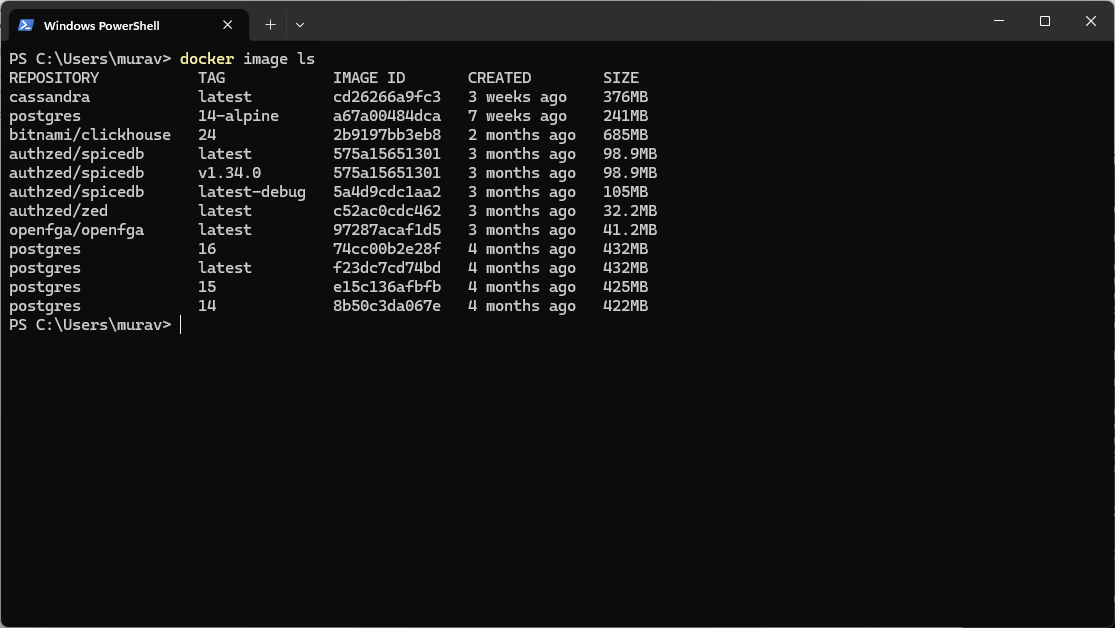 Windows PowerShell
PS C:\Users\murav> docker image ls
REPOSITORY TAG IMAGE ID CREATED SIZE
cassandra latest cd26266a9fc3 3 weeks ago 376MB
postgres 14-alpine a67a00484dca 7 weeks ago 241MB
bitnami/clickhouse 24 2b9197bb3eb8 2 months ago 685MB
authzed/spicedb latest 575a15651301 3 months ago 98.9MB
authzed/spicedb v1.34.0 575a15651301 3 months ago 98.9MB
authzed/spicedb latest-debug 5a4d9cdc1aa2 3 months ago 105MB
authzed/zed latest c52ac0cdc462 3 months ago 32.2MB
openfga/openfga latest 97287acaf1d5 3 months ago 41.2MB
postgres 16 74cc00b2e28f 4 months ago 432MB
postgres latest f23dc7cd74bd 4 months ago 432MB
postgres 15 e15c136afbfb 4 months ago 425MB
postgres 14 8b50c3da067e 4 months ago 422MB
PS C:\Users\murav>